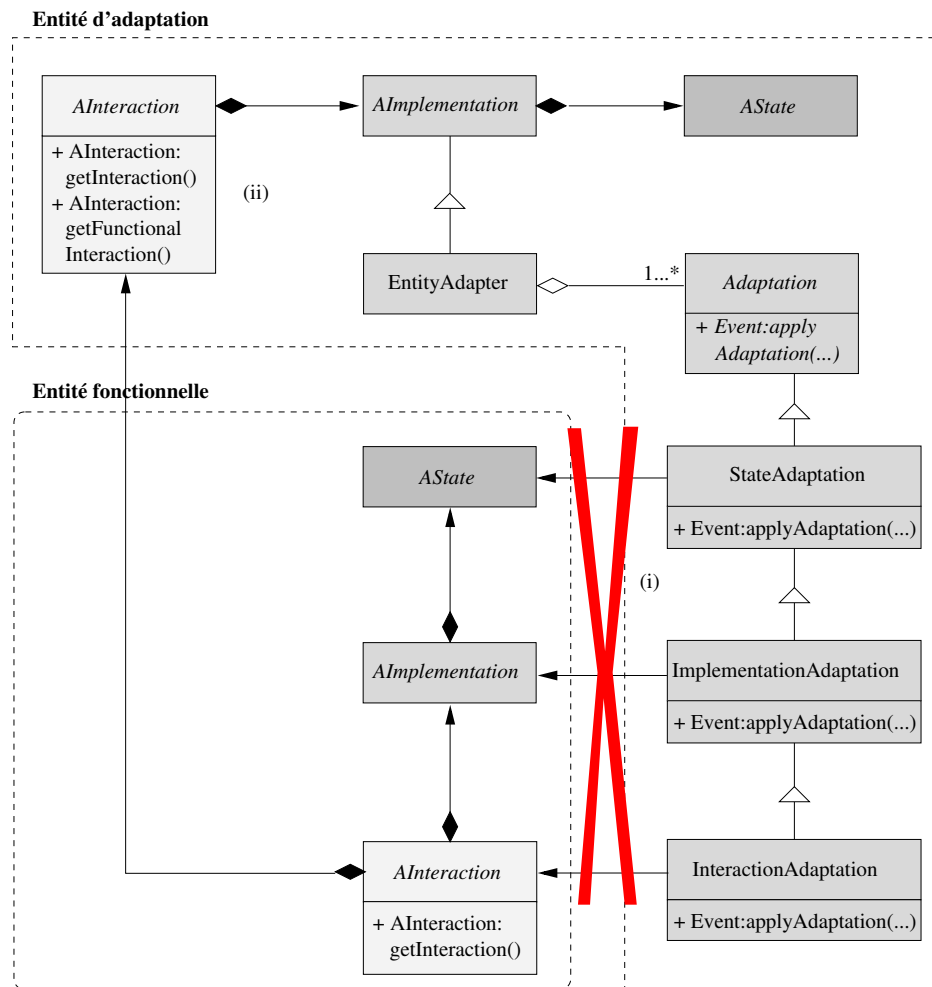 Entité d'adaptation
AInteraction
AImplementation
AState
+ AInteraction:
getInteraction()
+ AInteraction:
getFunctional
Interaction()
(ii)
EntityAdapter
1...*
Adaptation
+ Event:apply
Adaptation(...)
Entité fonctionnelle
AState
StateAdaptation
+ Event:applyAdaptation(...)
(i)
AImplementation
ImplementationAdaptation
+ Event:applyAdaptation(...)
AInteraction
+ AInteraction:
getInteraction()
InteractionAdaptation
+ Event:applyAdaptation(...)